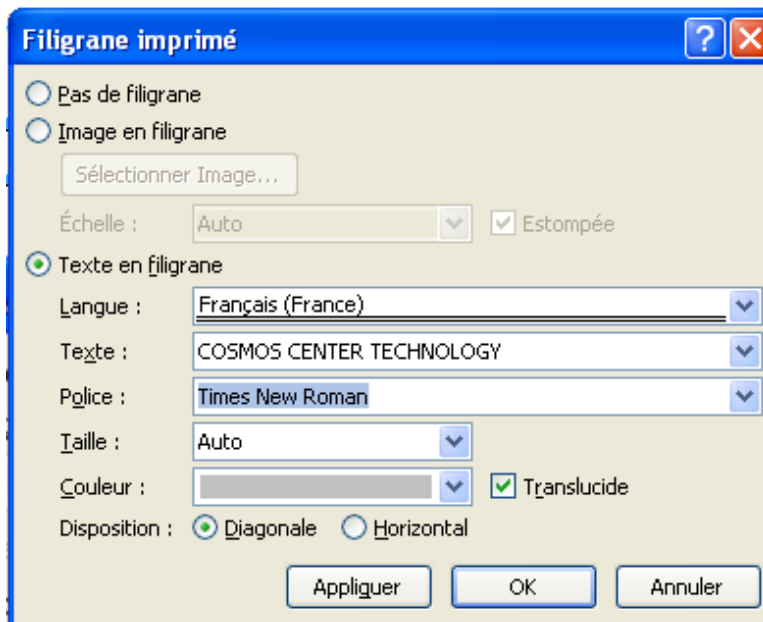 Filigrane imprimé
Pas de filigrane
Image en filigrane
Sélectionner Image...
Échelle : Auto Estompée
Texte en filigrane
Langue : Français (France)
Texte : COSMOS CENTER TECHNOLOGY
Police : Times New Roman
Taille : Auto
Couleur : Translucide
Disposition : Diagonale Horizontal
Appliquer OK Annuler